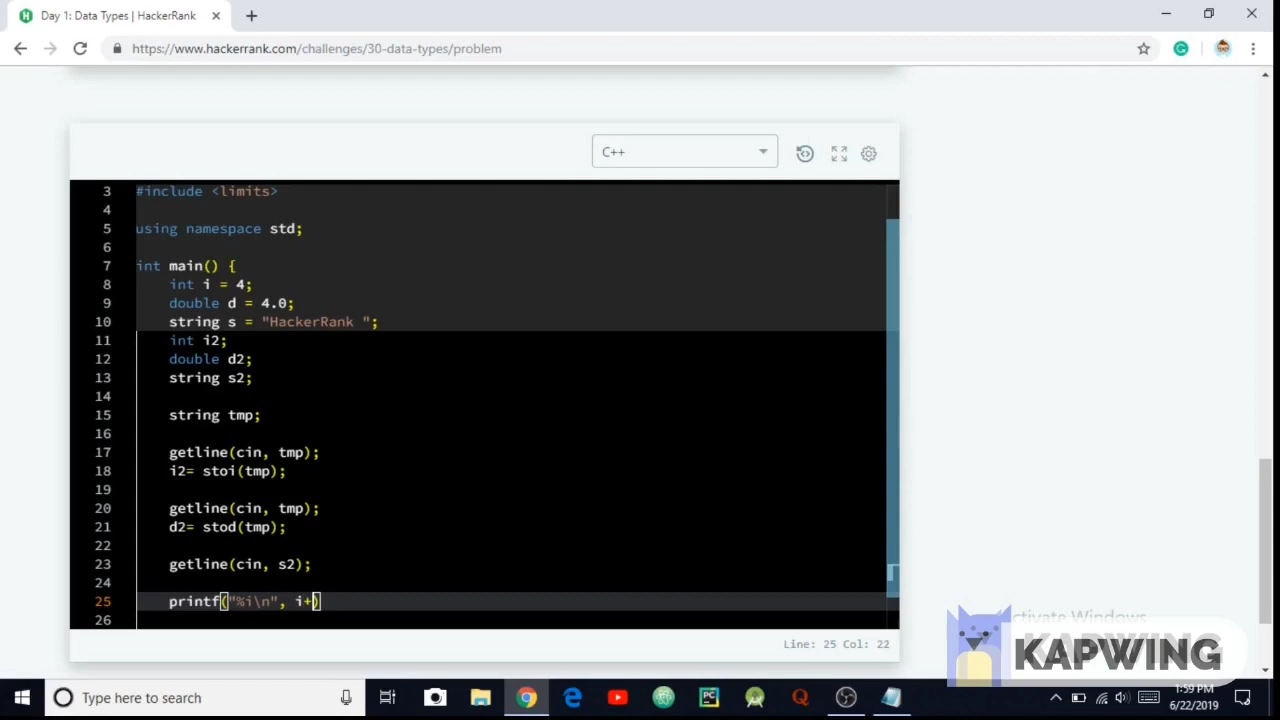 Day 1: Data Types | HackerRank
https://www.hackerrank.com/challenges/30-data-types/problem
C++
3 #include <limits>
4
5 using namespace std;
6
7 int main() {
8 int i = 4;
9 double d = 4.0;
10 string s = "HackerRank ";
11 int i2;
12 double d2;
13 string s2;
14
15 string tmp;
16
17 getline(cin, tmp);
18 i2= stoi(tmp);
19
20 getline(cin, tmp);
21 d2= stod(tmp);
22
23 getline(cin, s2);
24
25 printf("%i\n", i+)
26
Line: 25 Col: 22
Activate Windows
KAPWING
Type here to search
1:59 PM
6/22/2019